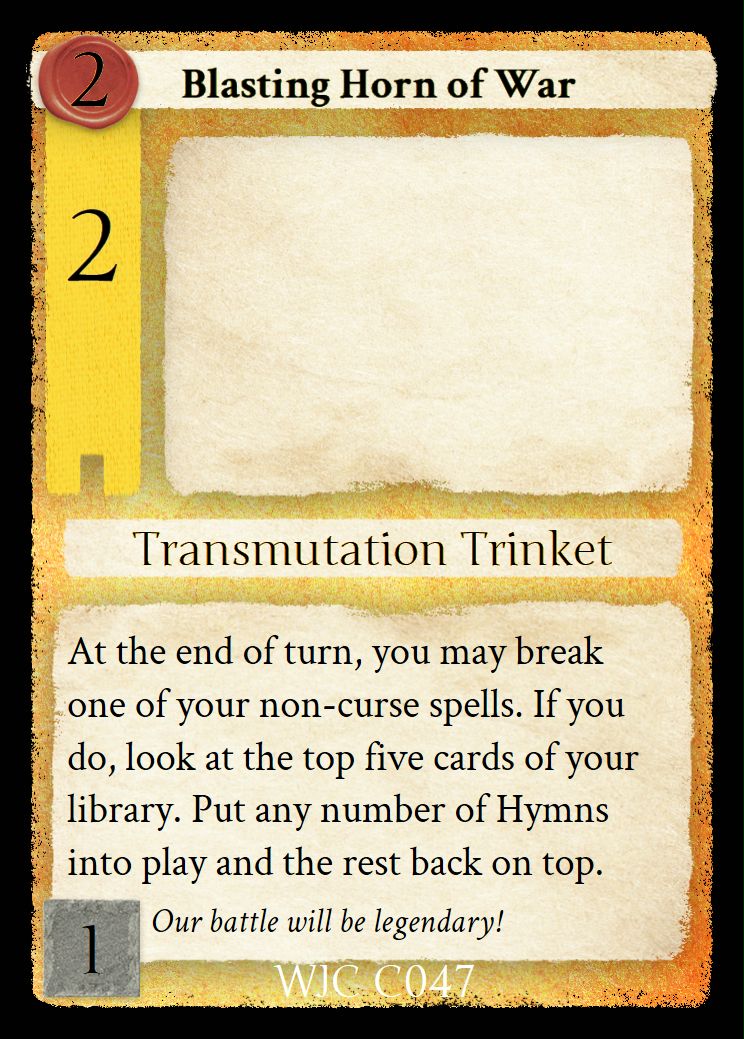 2
Blasting Horn of War
2
Transmutation Trinket
At the end of turn, you may break
one of your non-curse spells. If you
do, look at the top five cards of your
library. Put any number of Hymns
into play and the rest back on top.
Our battle will be legendary!
1
WJC C047